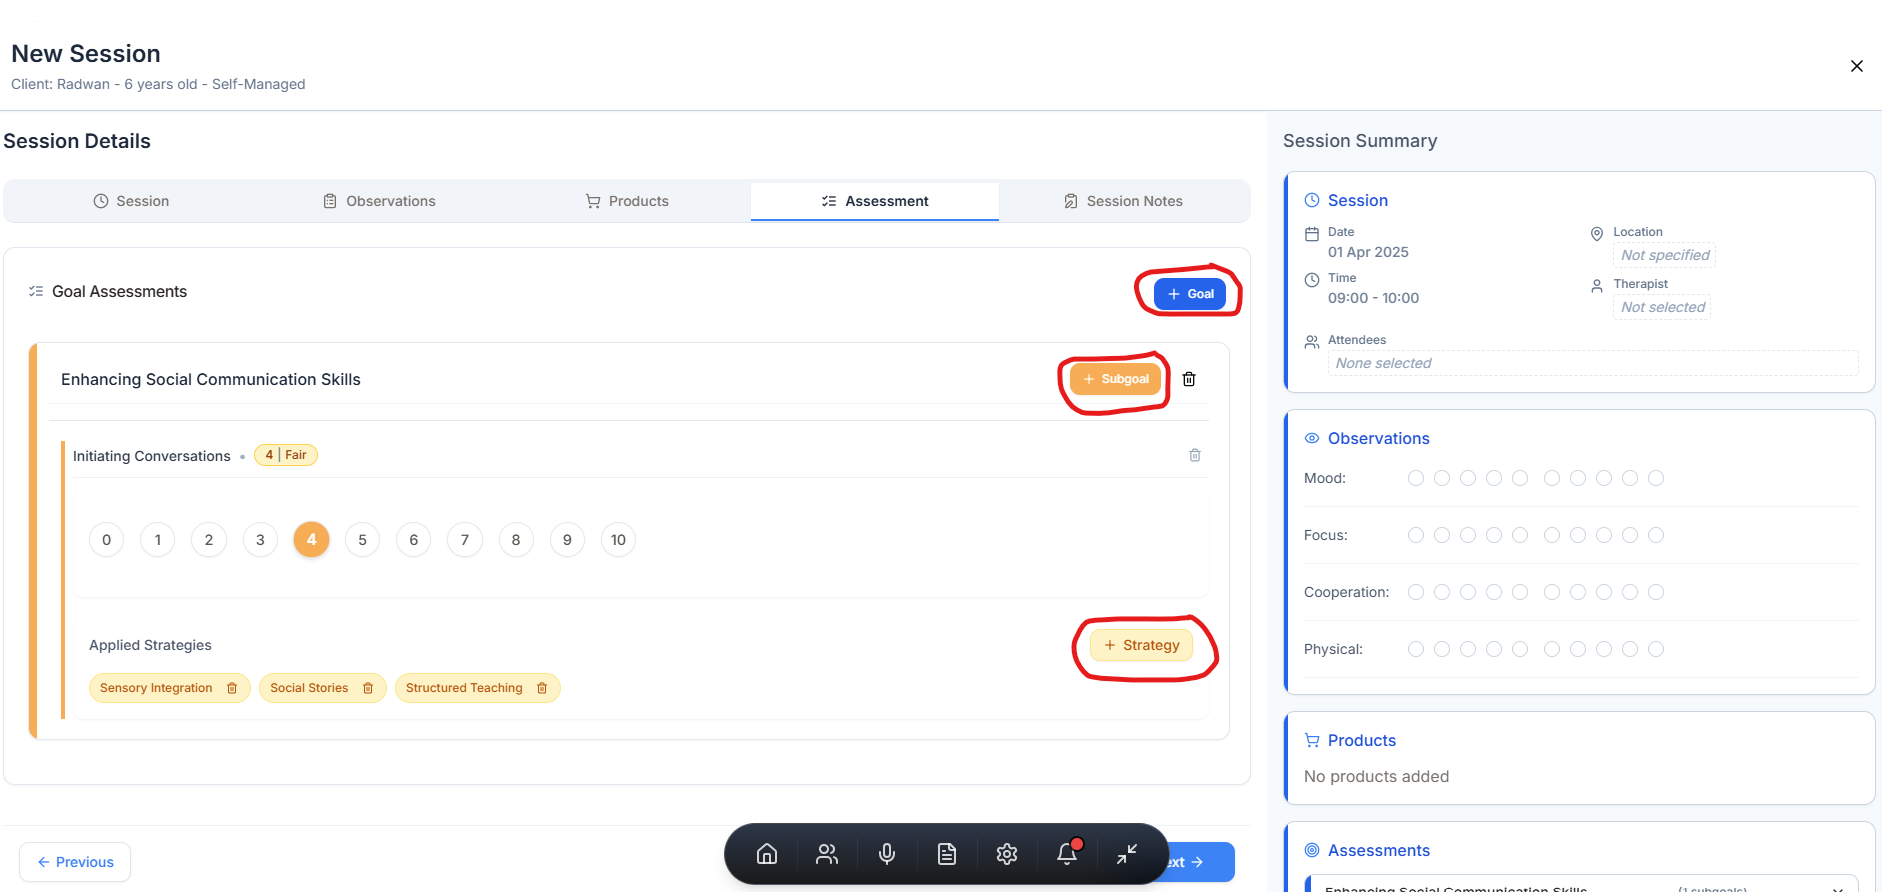 New Session
Client: Radwan - 6 years old - Self-Managed
Session Details
Session
Observations
Products
Assessment
Session Notes
Goal Assessments
+ Goal
Enhancing Social Communication Skills
+ Subgoal
Initiating Conversations • 4 | Fair
0 1 2 3 4 5 6 7 8 9 10
Applied Strategies
+ Strategy
Sensory Integration
Social Stories
Structured Teaching
← Previous
ext →
Session Summary
Session
Date
01 Apr 2025
Location
Not specified
Time
09:00 - 10:00
Therapist
Not selected
Attendees
None selected
Observations
Mood:
Focus:
Cooperation:
Physical:
Products
No products added
Assessments
Enhancing Social Communication Skills (1 subgoals)